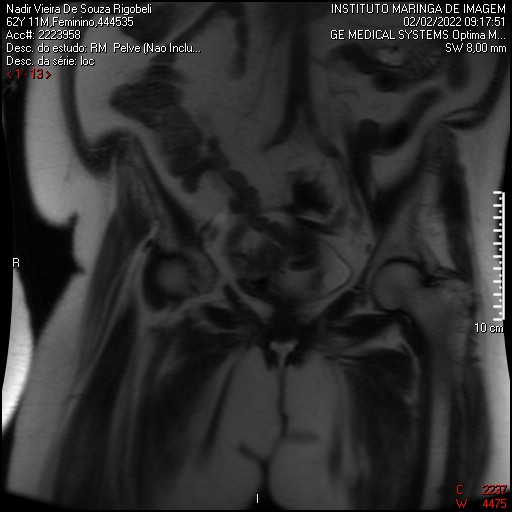 Nadir Vieira De Souza Rigobeli
62Y 11M,Feminino,444535
Acc#: 2223958
Desc. do estudo: RM Pelve (Nao Inclu...
Desc. da série: loc
<1 -13>
INSTITUTO MARINGA DE IMAGEM
02/02/2022 09:17:51
GE MEDICAL SYSTEMS Optima M...
SW 8,00 mm
R
10 cm
I
C 2237
W 4475